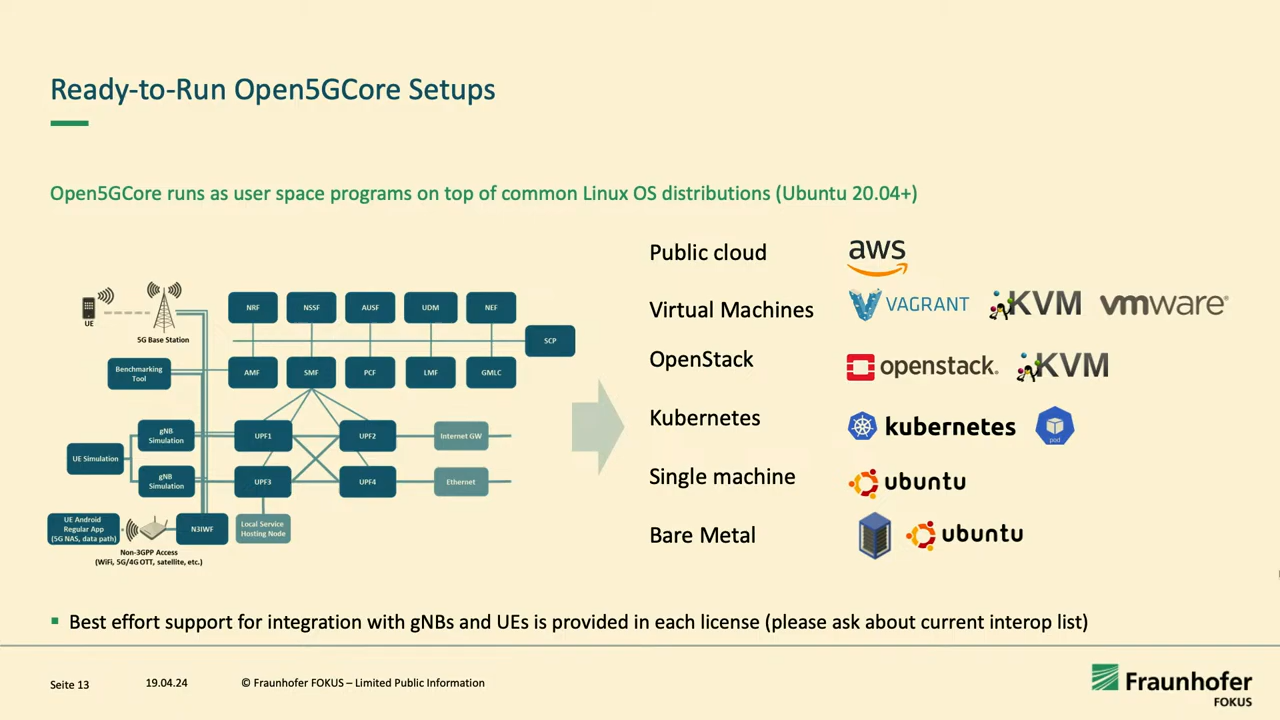 Ready-to-Run Open5GCore Setups
Open5GCore runs as user space programs on top of common Linux OS distributions (Ubuntu 20.04+)
UE
5G Base Station
Benchmarking
Tool
NRF
NSSF
AUSF
UDM
NEF
SCP
AMF
SMF
PCF
LMF
GMLC
UE Simulation
gNB
Simulation
gNB
Simulation
UPF1
UPF2
Internet GW
UPF3
UPF4
Ethernet
UE Android
Regular App
(5G NAS, data path)
N3IWF
Local Service
Hosting Node
Non-3GPP Access
(WiFi, 5G/4G OTT, satellite, etc.)
Public cloud
aws
Virtual Machines
VAGRANT
KVM
vmware®
OpenStack
openstack.
KVM
Kubernetes
kubernetes
pod
Single machine
ubuntu
Bare Metal
ubuntu
▪ Best effort support for integration with gNBs and UEs is provided in each license (please ask about current interop list)
Seite 13
19.04.24
© Fraunhofer FOKUS – Limited Public Information
Fraunhofer
FOKUS